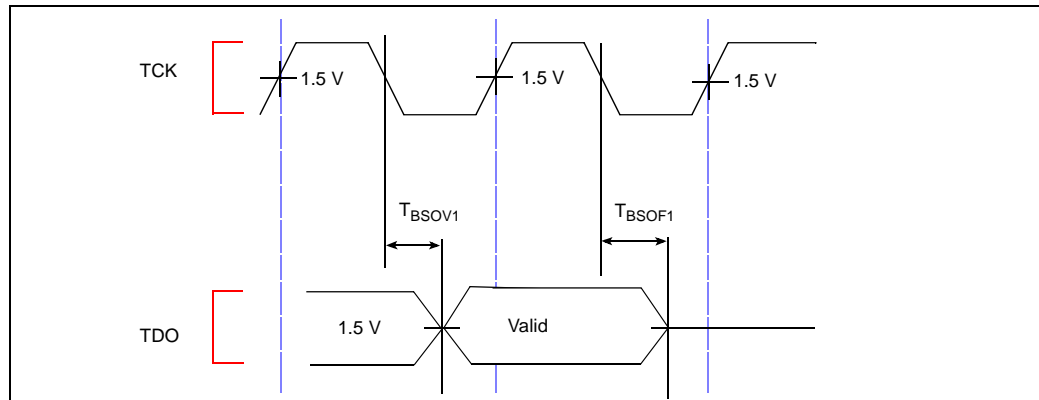 TCK
1.5 V
1.5 V
1.5 V
TBSOV1
TBSOF1
TDO
1.5 V
Valid